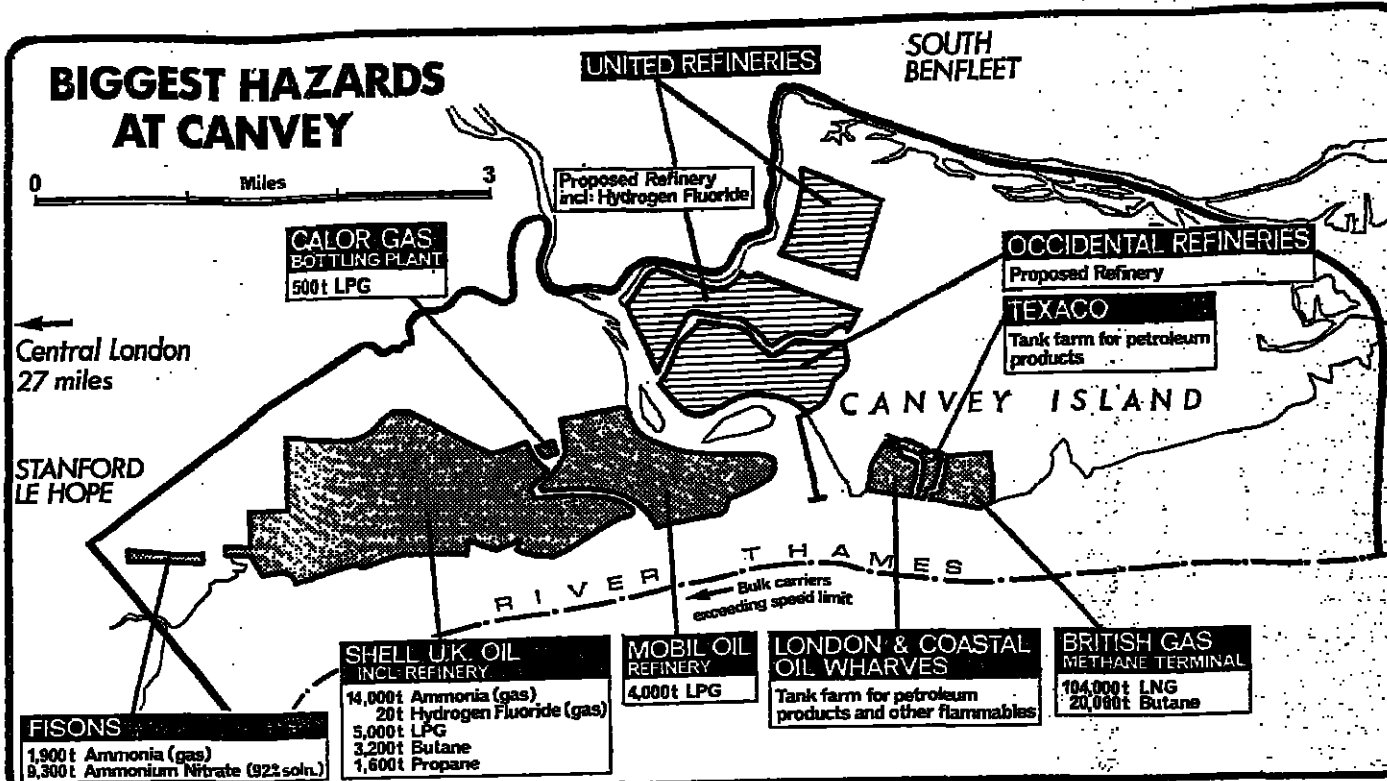 BIGGEST HAZARDS
AT CANVEY
0 Miles 3
UNITED REFINERIES
Proposed Refinery
incl: Hydrogen Fluoride
SOUTH
BENFLEET
CALOR GAS
BOTTLING PLANT
500t LPG
OCCIDENTAL REFINERIES
Proposed Refinery
TEXACO
Tank farm for petroleum
products
Central London
27 miles
CANVEY ISLAND
STANFORD
LE HOPE
RIVER THAMES
Bulk carriers
exceeding speed limit
FISONS
1,900t Ammonia (gas)
9,300t Ammonium Nitrate (92% soln.)
SHELL U.K. OIL
INCL REFINERY
14,000t Ammonia (gas)
20t Hydrogen Fluoride (gas)
5,000t LPG
3,200t Butane
1,600t Propane
MOBIL OIL
REFINERY
4,000t LPG
LONDON & COASTAL
OIL WHARVES
Tank farm for petroleum
products and other flammables
BRITISH GAS
METHANE TERMINAL
104,000t LNG
20,000t Butane